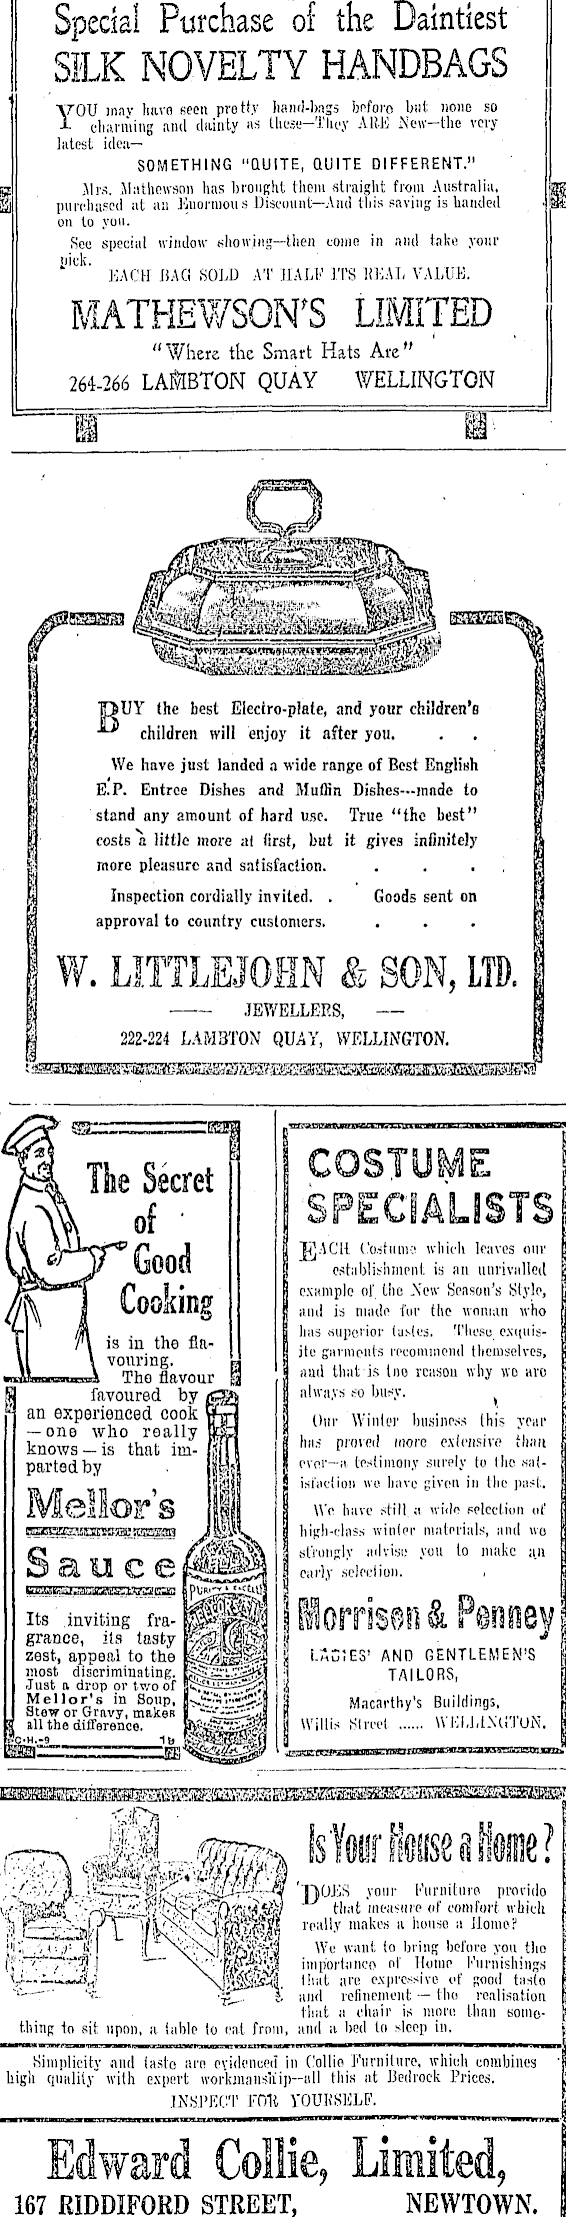 Special Purchase of the Daintiest
SILK NOVELTY HANDBAGS
YOU may have seen pretty hand-bags before but none so
charming and dainty as these—They ARE New—the very
latest idea—
SOMETHING "QUITE, QUITE DIFFERENT."
Mrs. Mathewson has brought them straight from Australia,
purchased at an Enormous Discount—And this saving is handed
on to you.
See special window showing—then come in and take your
pick.
EACH BAG SOLD AT HALF ITS REAL VALUE.
MATHEWSON'S LIMITED
"Where the Smart Hats Are"
264-266 LAMBTON QUAY WELLINGTON
BUY the best Electro-plate, and your children's
children will enjoy it after you. . .
We have just landed a wide range of Best English
E.P. Entree Dishes and Muffin Dishes---made to
stand any amount of hard use. True "the best"
costs a little more at first, but it gives infinitely
more pleasure and satisfaction. . . .
Inspection cordially invited. . Goods sent on
approval to country customers. . . .
W. LITTLEJOHN & SON, LTD.
JEWELLERS,
222-224 LAMBTON QUAY, WELLINGTON.
The Secret
of
Good
Cooking
is in the fla-
vouring.
The flavour
favoured by
an experienced cook
— one who really
knows — is that im-
parted by
Mellor's
Sauce
Its inviting fra-
grance, its tasty
zest, appeal to the
most discriminating.
Just a drop or two of
Mellor's in Soup,
Stew or Gravy, makes
all the difference.
C.H.-9 18
PURITY &
COSTUME
SPECIALISTS
EACH Costume which leaves our
establishment is an unrivalled
example of the New Season's Style,
and is made for the woman who
has superior tastes. These exquis-
ite garments recommend themselves,
and that is the reason why we are
always so busy.
Our Winter business this year
has proved more extensive than
ever—a testimony surely to the sat-
isfaction we have given in the past.
We have still a wide selection of
high-class winter materials, and we
strongly advise you to make an
early selection.
Morrison & Penney
LADIES' AND GENTLEMEN'S
TAILORS,
Macarthy's Buildings,
Willis Street ...... WELLINGTON.
Is Your House a Home?
DOES your Furniture provide
that measure of comfort which
really makes a house a Home?
We want to bring before you the
importance of Home Furnishings
that are expressive of good taste
and refinement — the realisation
that a chair is more than some-
thing to sit upon, a table to eat from, and a bed to sleep in.
Simplicity and taste are evidenced in Collie Furniture, which combines
high quality with expert workmanship—all this at Bedrock Prices.
INSPECT FOR YOURSELF.
Edward Collie, Limited,
167 RIDDIFORD STREET, NEWTOWN.